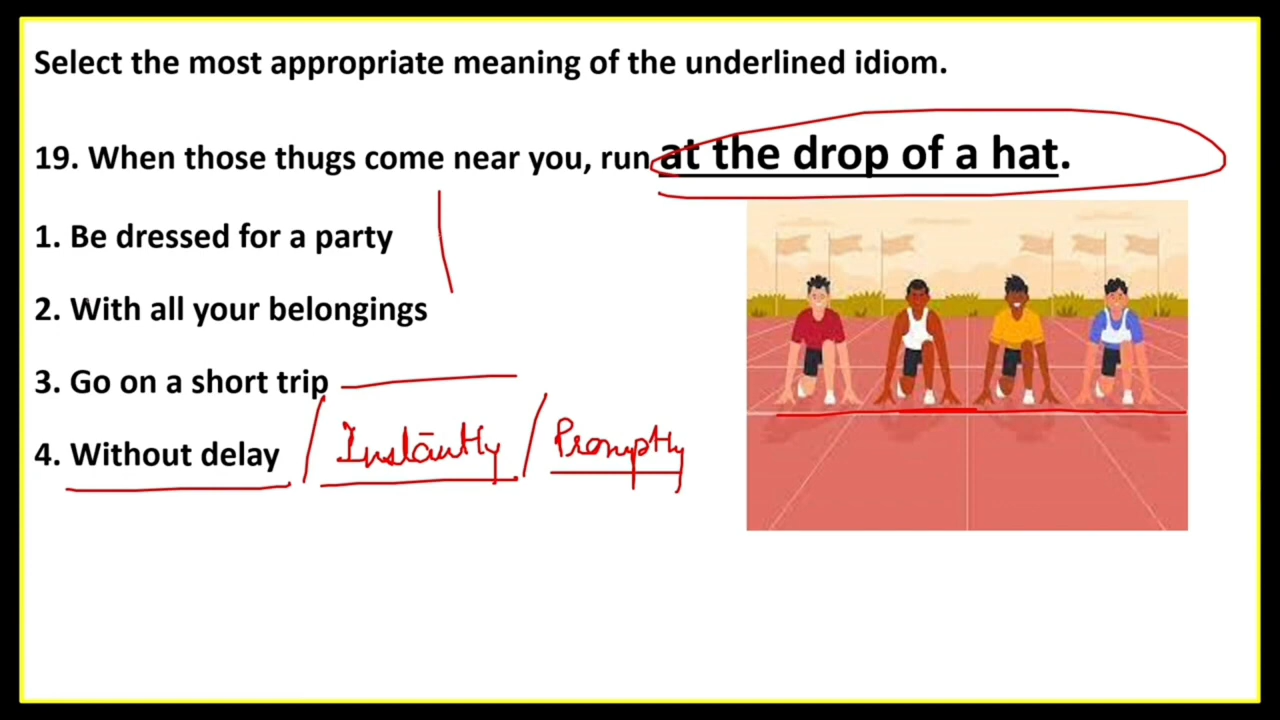 Select the most appropriate meaning of the underlined idiom.
19. When those thugs come near you, run at the drop of a hat.
1. Be dressed for a party
2. With all your belongings
3. Go on a short trip
4. Without delay / Instantly / Promptly